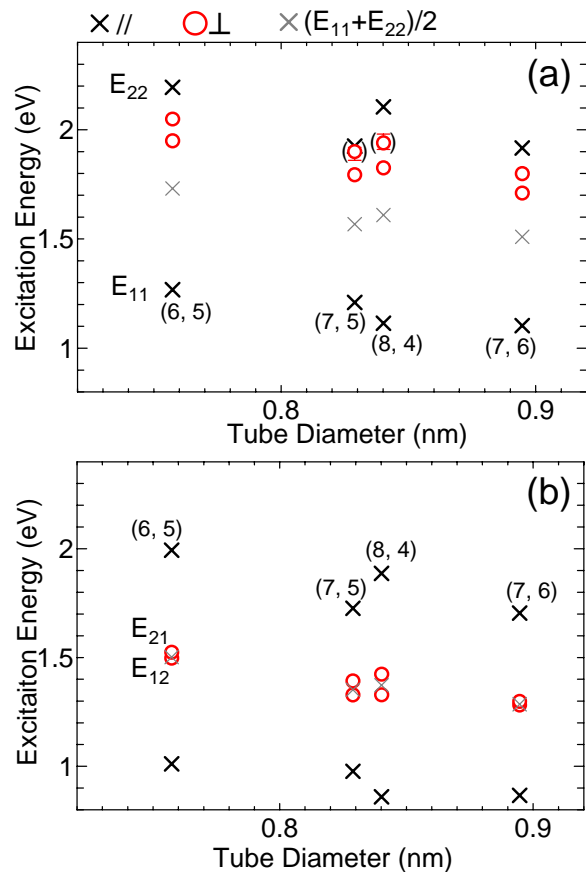 × // ○⊥ ×(E₁₁+E₂₂)/2
(a)
E₂₂
2
( ) ( )
1.5
E₁₁
(6, 5)
(7, 5)
(8, 4)
(7, 6)
1
0.8 0.9
Excitation Energy (eV)
Tube Diameter (nm)
(b)
(6, 5)
2
(8, 4)
(7, 5)
(7, 6)
E₂₁
1.5
E₁₂
1
0.8 0.9
Excitaiton Energy (eV)
Tube Diameter (nm)